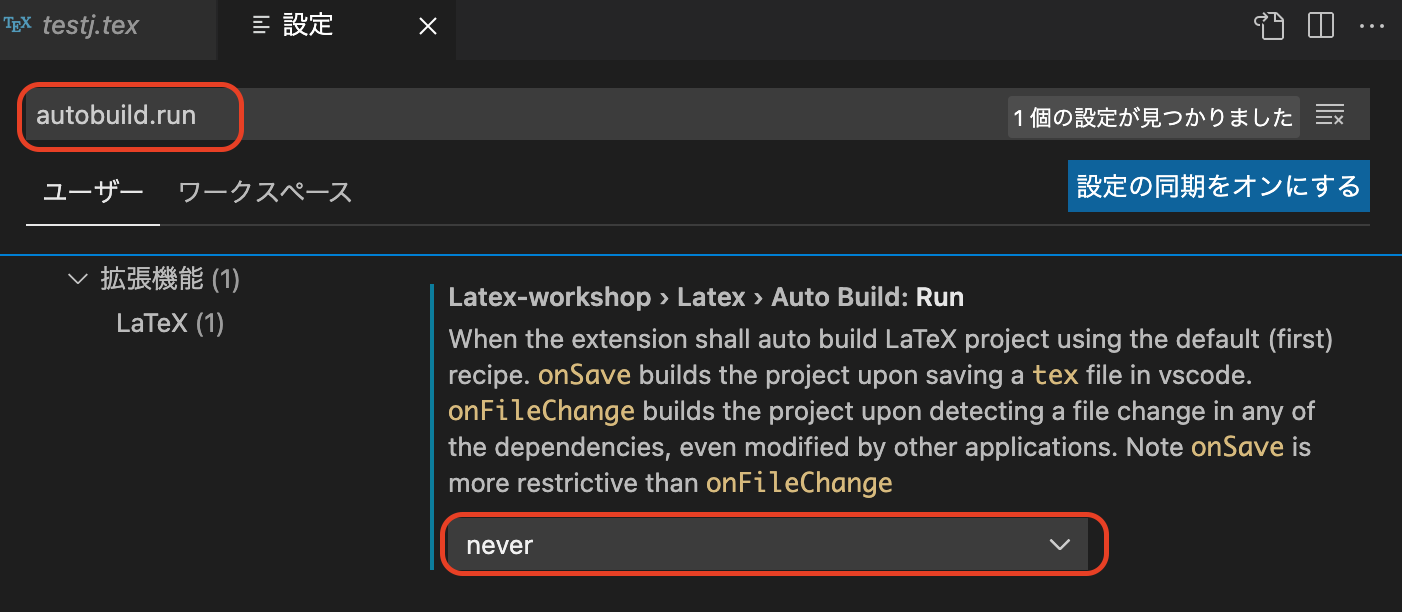 TEX testj.tex 設定
autobuild.run 1 個の設定が見つかりました
ユーザー ワークスペース 設定の同期をオンにする
拡張機能 (1)
LaTeX (1)
Latex-workshop › Latex › Auto Build: Run
When the extension shall auto build LaTeX project using the default (first)
recipe. onSave builds the project upon saving a tex file in vscode.
onFileChange builds the project upon detecting a file change in any of
the dependencies, even modified by other applications. Note onSave is
more restrictive than onFileChange
never